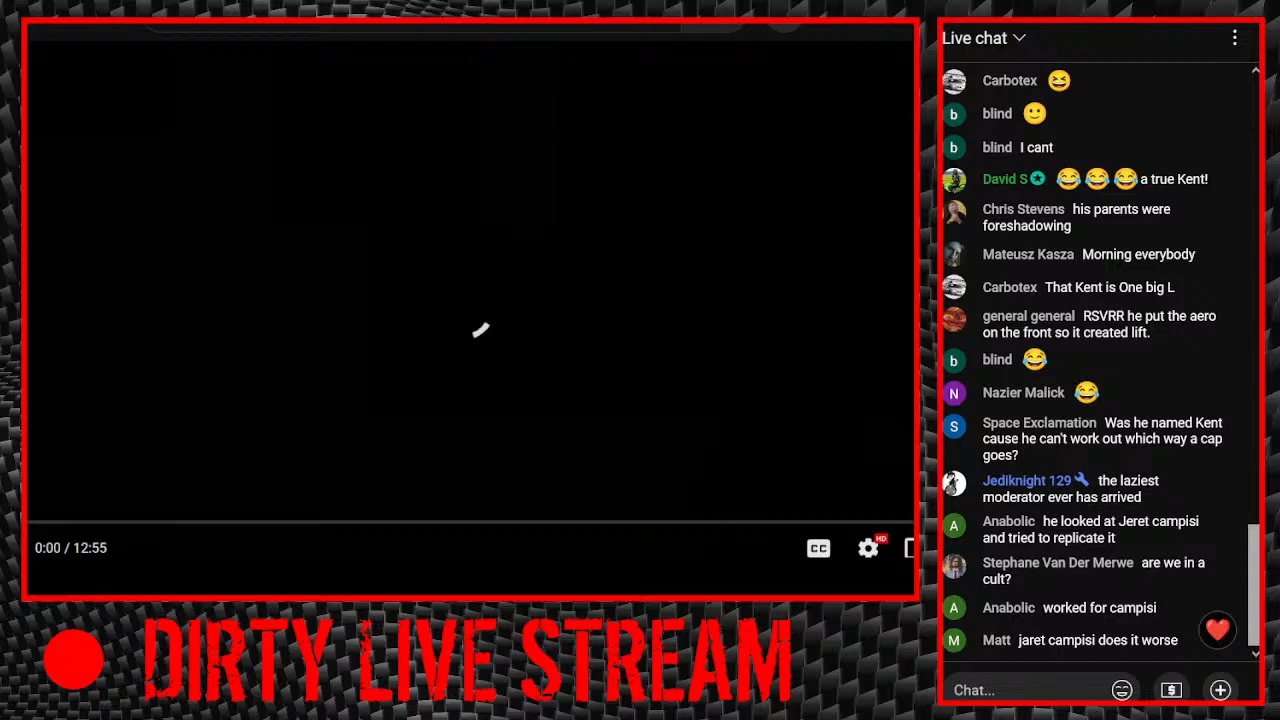 0:00 / 12:55
CC
HD
DIRTY LIVE STREAM
Live chat
Carbotex 😆
b blind 🙂
b blind I cant
David S 😂😂😂a true Kent!
Chris Stevens his parents were
foreshadowing
Mateusz Kasza Morning everybody
Carbotex That Kent is One big L
general general RSVRR he put the aero
on the front so it created lift.
b blind 😂
N Nazier Malick 😂
S Space Exclamation Was he named Kent
cause he can't work out which way a cap
goes?
Jediknight 129 the laziest
moderator ever has arrived
A Anabolic he looked at Jeret campisi
and tried to replicate it
Stephane Van Der Merwe are we in a
cult?
A Anabolic worked for campisi
M Matt jaret campisi does it worse
Chat...
$